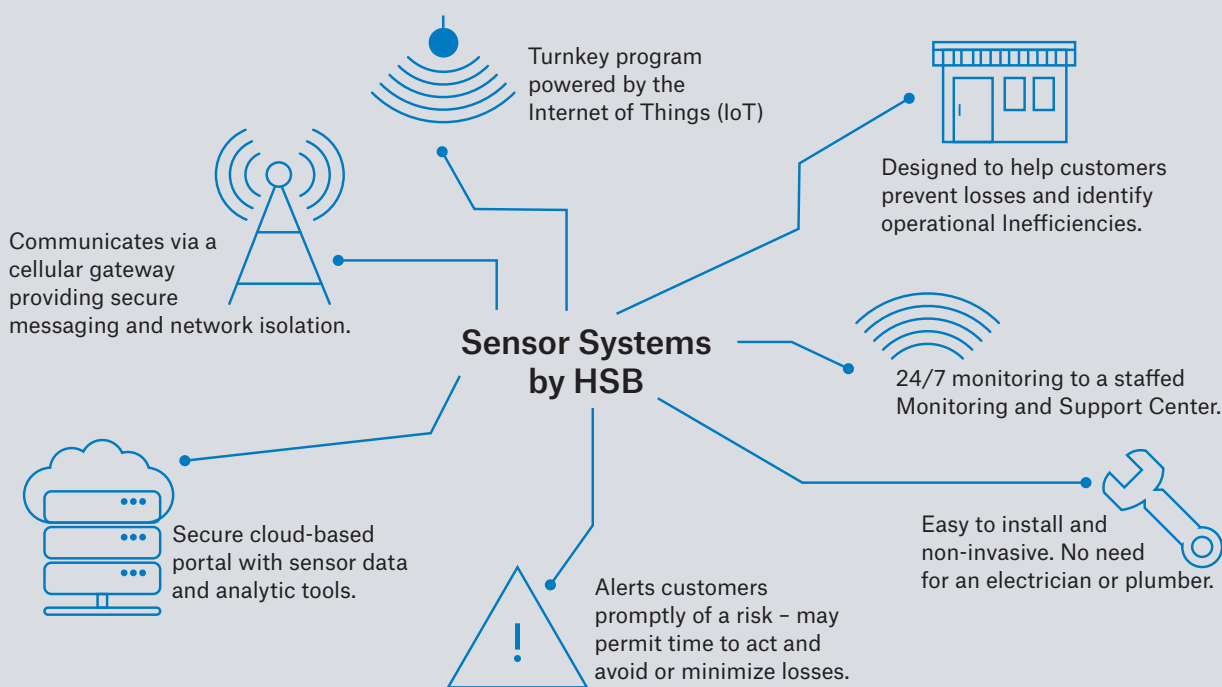 Turnkey program
powered by the
Internet of Things (IoT)
Designed to help customers
prevent losses and identify
operational Inefficiencies.
Communicates via a
cellular gateway
providing secure
messaging and network isolation.
Sensor Systems
by HSB
24/7 monitoring to a staffed
Monitoring and Support Center.
Secure cloud-based
portal with sensor data
and analytic tools.
Easy to install and
non-invasive. No need
for an electrician or plumber.
Alerts customers
promptly of a risk – may
permit time to act and
avoid or minimize losses.
!